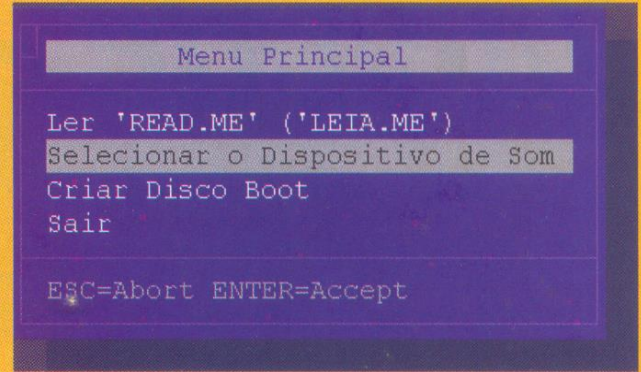 Menu Principal
Ler 'READ.ME' ('LEIA.ME')
Selecionar o Dispositivo de Som
Criar Disco Boot
Sair
ESC=Abort ENTER=Accept